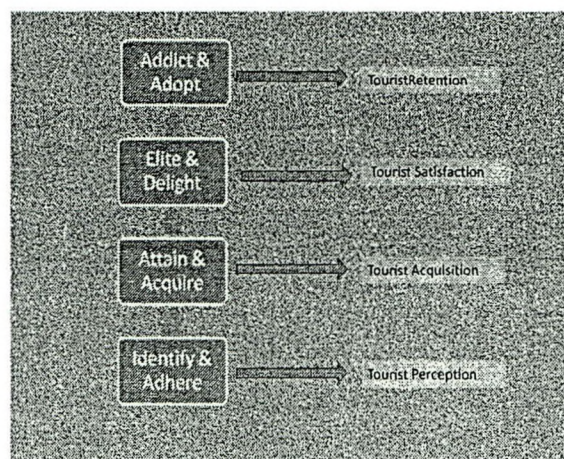 Addict &
Adopt
TouristRetention
Elite &
Delight
Tourist Satisfaction
Attain &
Acquire
Tourist Acquisition
Identify &
Adhere
Tourist Perception